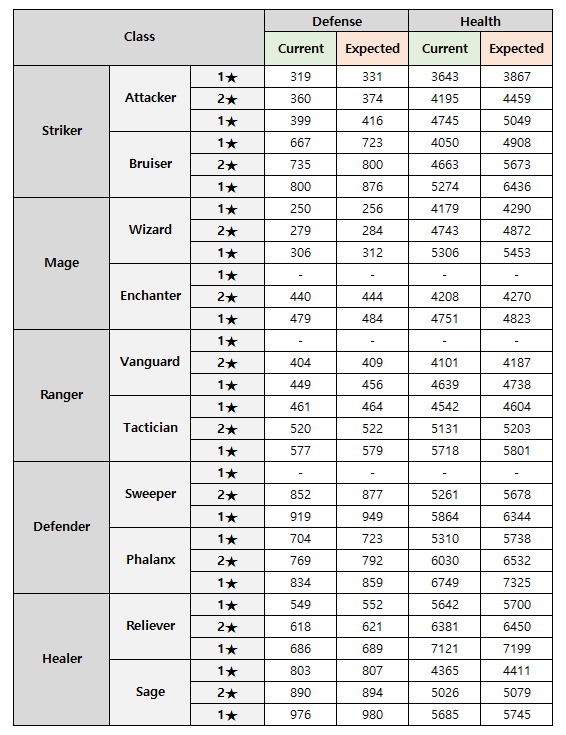 Class Defense Health
Current Expected Current Expected
Striker Attacker 1★ 319 331 3643 3867
2★ 360 374 4195 4459
1★ 399 416 4745 5049
Bruiser 1★ 667 723 4050 4908
2★ 735 800 4663 5673
1★ 800 876 5274 6436
Mage Wizard 1★ 250 256 4179 4290
2★ 279 284 4743 4872
1★ 306 312 5306 5453
Enchanter 1★ - - - -
2★ 440 444 4208 4270
1★ 479 484 4751 4823
Ranger Vanguard 1★ - - - -
2★ 404 409 4101 4187
1★ 449 456 4639 4738
Tactician 1★ 461 464 4542 4604
2★ 520 522 5131 5203
1★ 577 579 5718 5801
Defender Sweeper 1★ - - - -
2★ 852 877 5261 5678
1★ 919 949 5864 6344
Phalanx 1★ 704 723 5310 5738
2★ 769 792 6030 6532
1★ 834 859 6749 7325
Healer Reliever 1★ 549 552 5642 5700
2★ 618 621 6381 6450
1★ 686 689 7121 7199
Sage 1★ 803 807 4365 4411
2★ 890 894 5026 5079
1★ 976 980 5685 5745